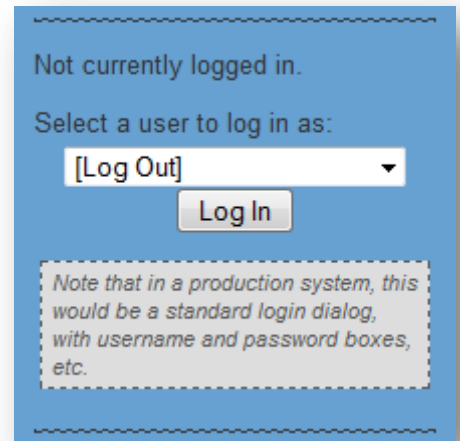 Not currently logged in.
Select a user to log in as:
[Log Out]
Log In
Note that in a production system, this
would be a standard login dialog,
with username and password boxes,
etc.